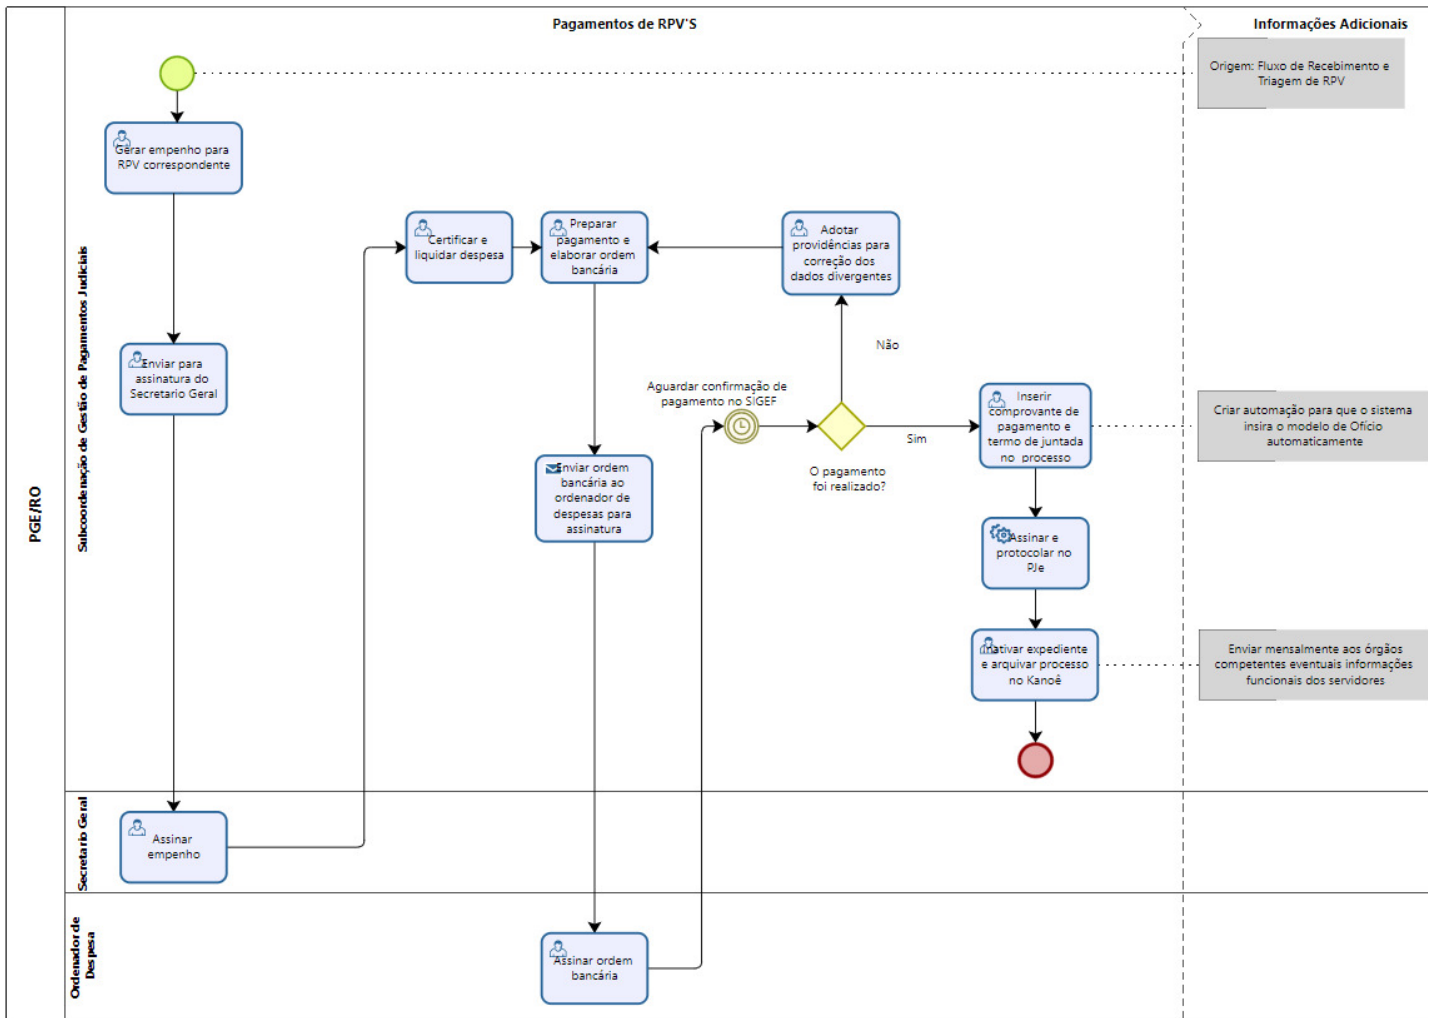 Pagamentos de RPV'S
Informações Adicionais
PGE/RO
Subcoordenação de Gestão de Pagamentos Judiciais
Origem: Fluxo de Recebimento e
Triagem de RPV
Gerar empenho para
RPV correspondente
Certificar e
liquidar despesa
Preparar
pagamento e
elaborar ordem
bancária
Adotar
providências para
correção dos
dados divergentes
Enviar para
assinatura do
Secretario Geral
Não
Aguardar confirmação de
pagamento no SIGEF
Sim
O pagamento
foi realizado?
Inserir
comprovante de
pagamento e
termo de juntada
no processo
Criar automação para que o sistema
insira o modelo de Ofício
automaticamente
Enviar ordem
bancária ao
ordenador de
despesas para
assinatura
Assinar e
protocolar no
PJe
Inativar expediente
e arquivar processo
no Kanoê
Enviar mensalmente aos órgãos
competentes eventuais informações
funcionais dos servidores
Secretario Geral
Assinar
empenho
Ordenador de
Despesa
Assinar ordem
bancária